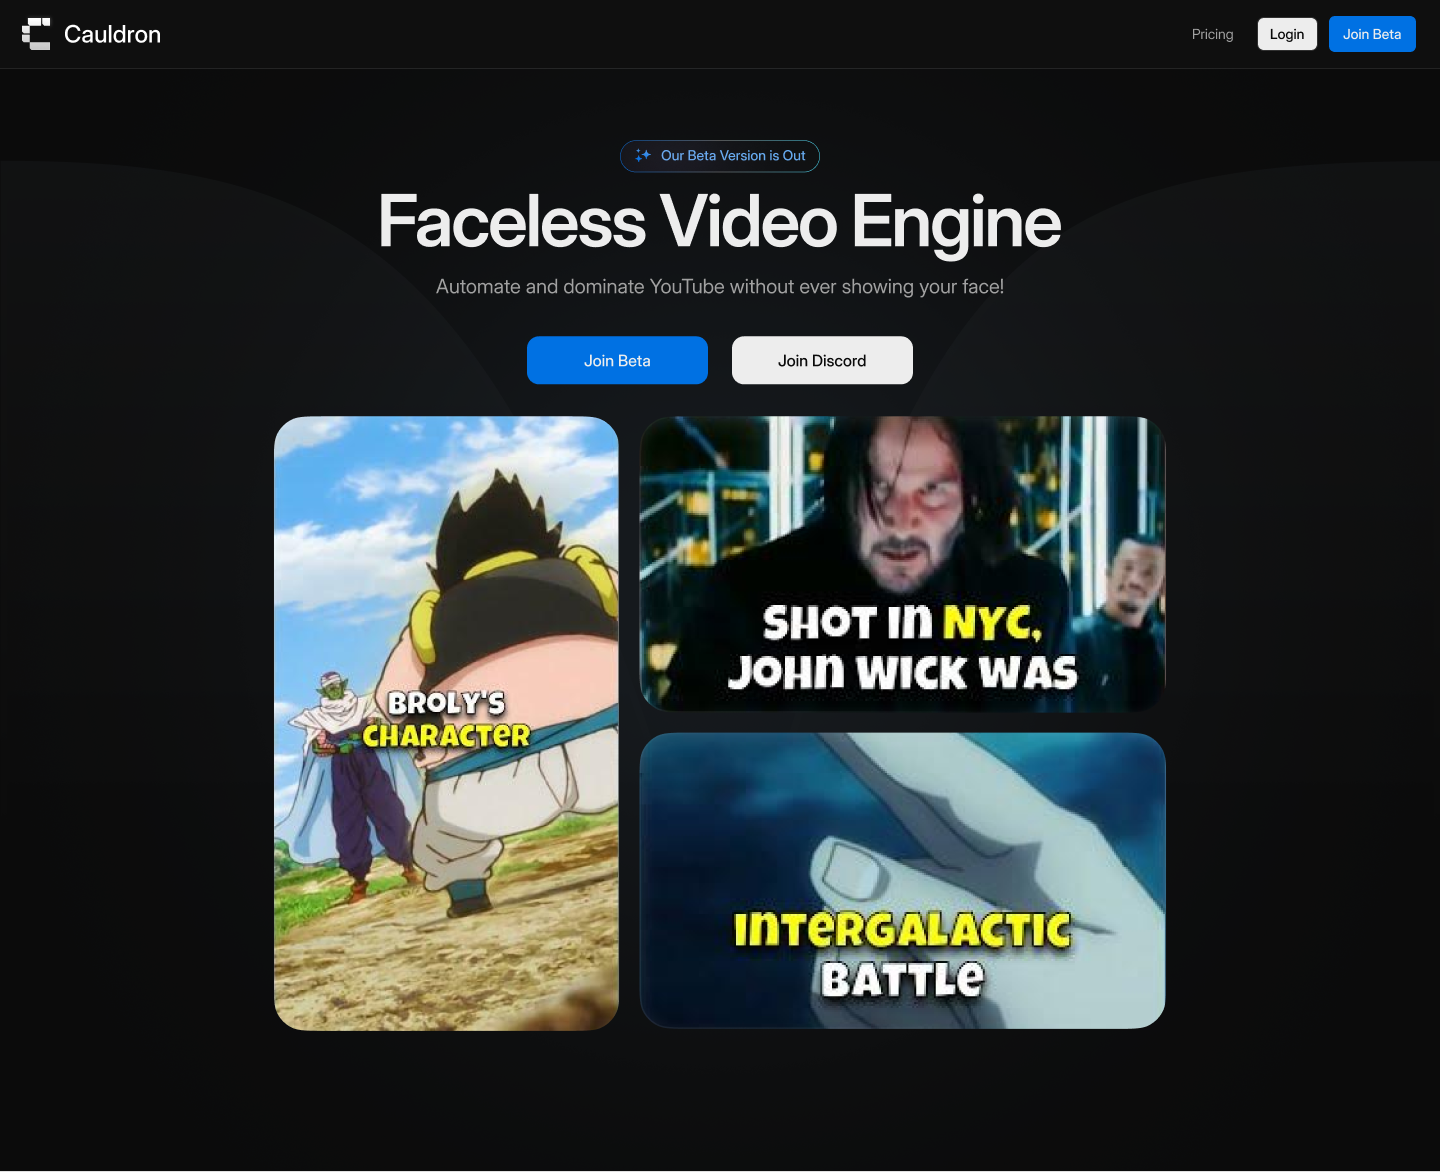 Cauldron
Pricing
Login
Join Beta
Our Beta Version is Out
Faceless Video Engine
Automate and dominate YouTube without ever showing your face!
Join Beta
Join Discord
BROLY'S
CHARACTER
SHOT IN NYC,
JOHN WICK WAS
INTERGALACTIC
BATTLE